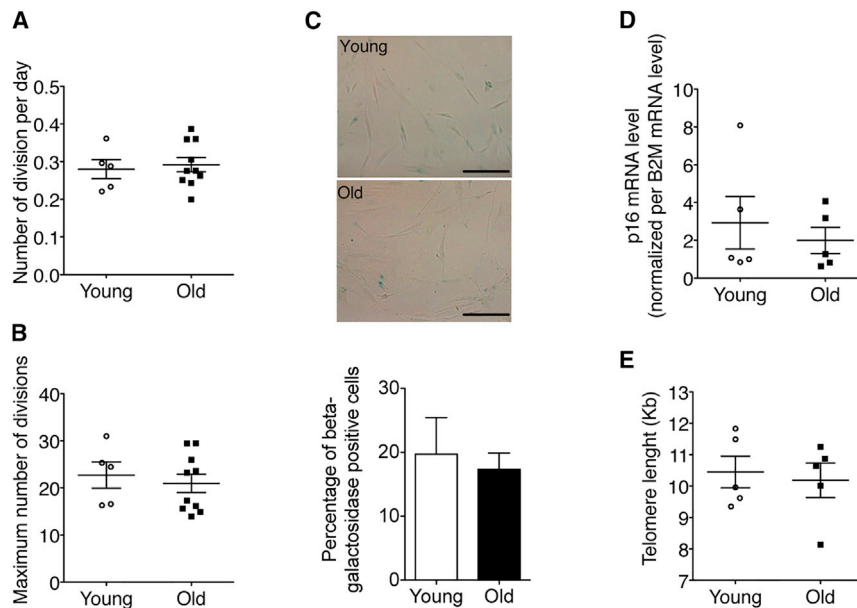 A
Number of division per day
0.5
0.4
0.3
0.2
0.1
0.0
Young
Old
B
Maximum number of divisions
40
30
20
10
0
Young
Old
C
Young
Old
Percentage of beta-
galactosidase positive cells
30
20
10
0
Young
Old
D
p16 mRNA level
(normalized per B2M mRNA level)
10
8
6
4
2
0
Young
Old
E
Telomere lenght (Kb)
13
12
11
10
9
8
7
Young
Old